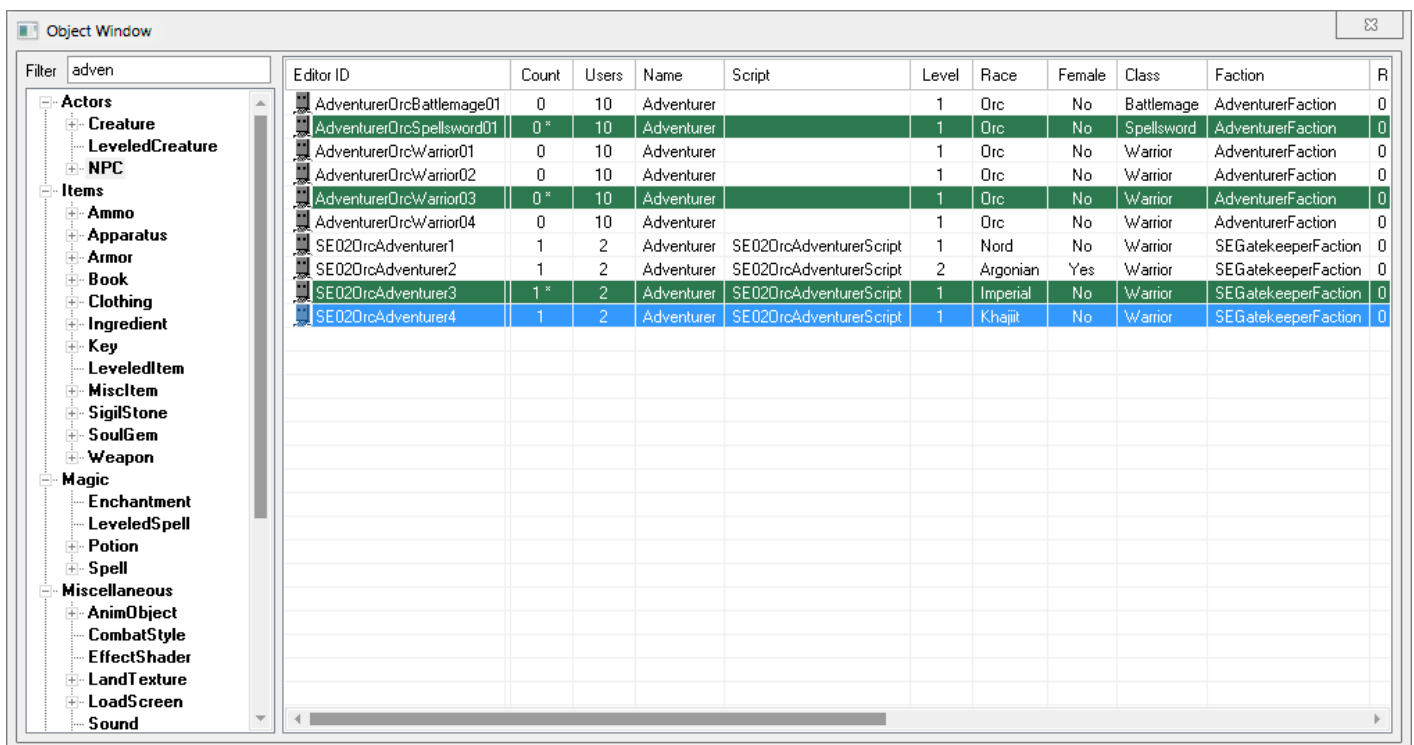 Object Window
Filter adven
Actors
Creature
LeveledCreature
NPC
Items
Ammo
Apparatus
Armor
Book
Clothing
Ingredient
Key
LeveledItem
MiscItem
SigilStone
SoulGem
Weapon
Magic
Enchantment
LeveledSpell
Potion
Spell
Miscellaneous
AnimObject
CombatStyle
EffectShader
LandTexture
LoadScreen
Sound
Editor ID Count Users Name Script Level Race Female Class Faction R
AdventurerOrcBattlemage01 0 10 Adventurer 1 Orc No Battlemage AdventurerFaction 0
AdventurerOrcSpellsword01 0 * 10 Adventurer 1 Orc No Spellsword AdventurerFaction 0
AdventurerOrcWarrior01 0 10 Adventurer 1 Orc No Warrior AdventurerFaction 0
AdventurerOrcWarrior02 0 10 Adventurer 1 Orc No Warrior AdventurerFaction 0
AdventurerOrcWarrior03 0 * 10 Adventurer 1 Orc No Warrior AdventurerFaction 0
AdventurerOrcWarrior04 0 10 Adventurer 1 Orc No Warrior AdventurerFaction 0
SE02OrcAdventurer1 1 2 Adventurer SE02OrcAdventurerScript 1 Nord No Warrior SEGatekeeperFaction 0
SE02OrcAdventurer2 1 2 Adventurer SE02OrcAdventurerScript 2 Argonian Yes Warrior SEGatekeeperFaction 0
SE02OrcAdventurer3 1 * 2 Adventurer SE02OrcAdventurerScript 1 Imperial No Warrior SEGatekeeperFaction 0
SE02OrcAdventurer4 1 2 Adventurer SE02OrcAdventurerScript 1 Khajiit No Warrior SEGatekeeperFaction 0